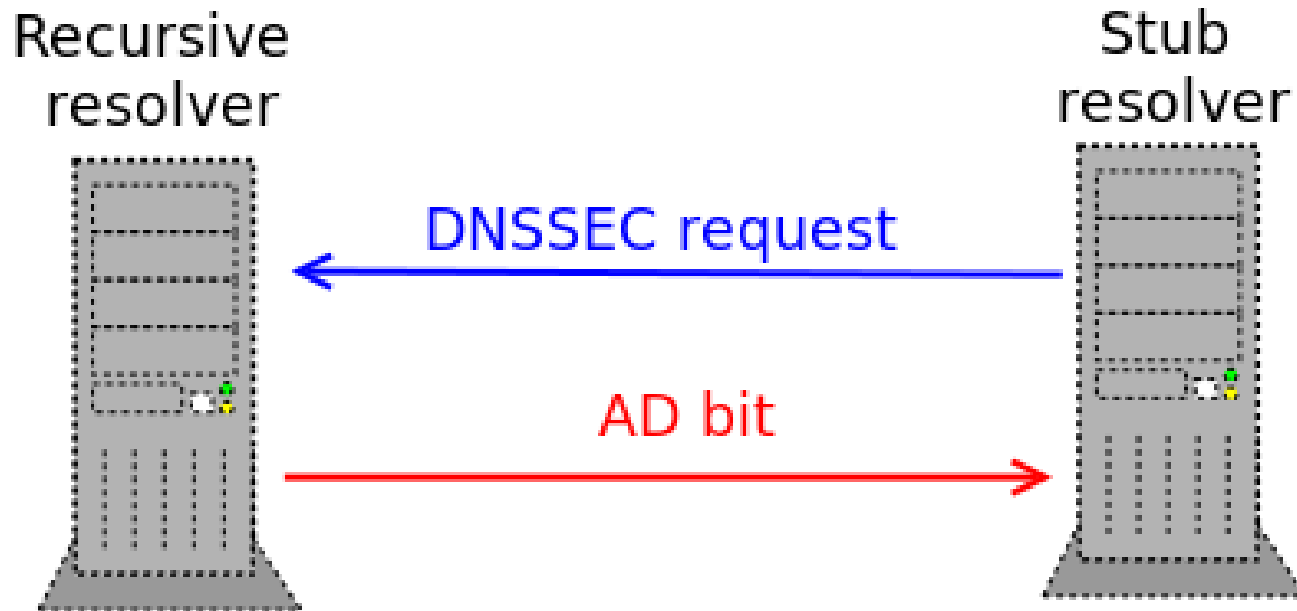 Recursive
resolver
Stub
resolver
DNSSEC request
AD bit